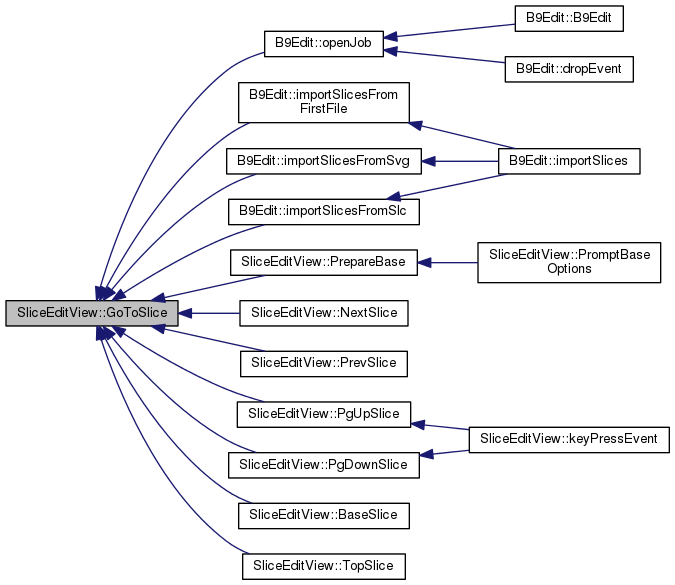 B9Edit::B9Edit
B9Edit::openJob
B9Edit::dropEvent
B9Edit::importSlicesFrom
FirstFile
B9Edit::importSlicesFromSvg
B9Edit::importSlices
B9Edit::importSlicesFromSlc
SliceEditView::PrepareBase
SliceEditView::PromptBase
Options
SliceEditView::GoToSlice
SliceEditView::NextSlice
SliceEditView::PrevSlice
SliceEditView::PgUpSlice
SliceEditView::keyPressEvent
SliceEditView::PgDownSlice
SliceEditView::BaseSlice
SliceEditView::TopSlice